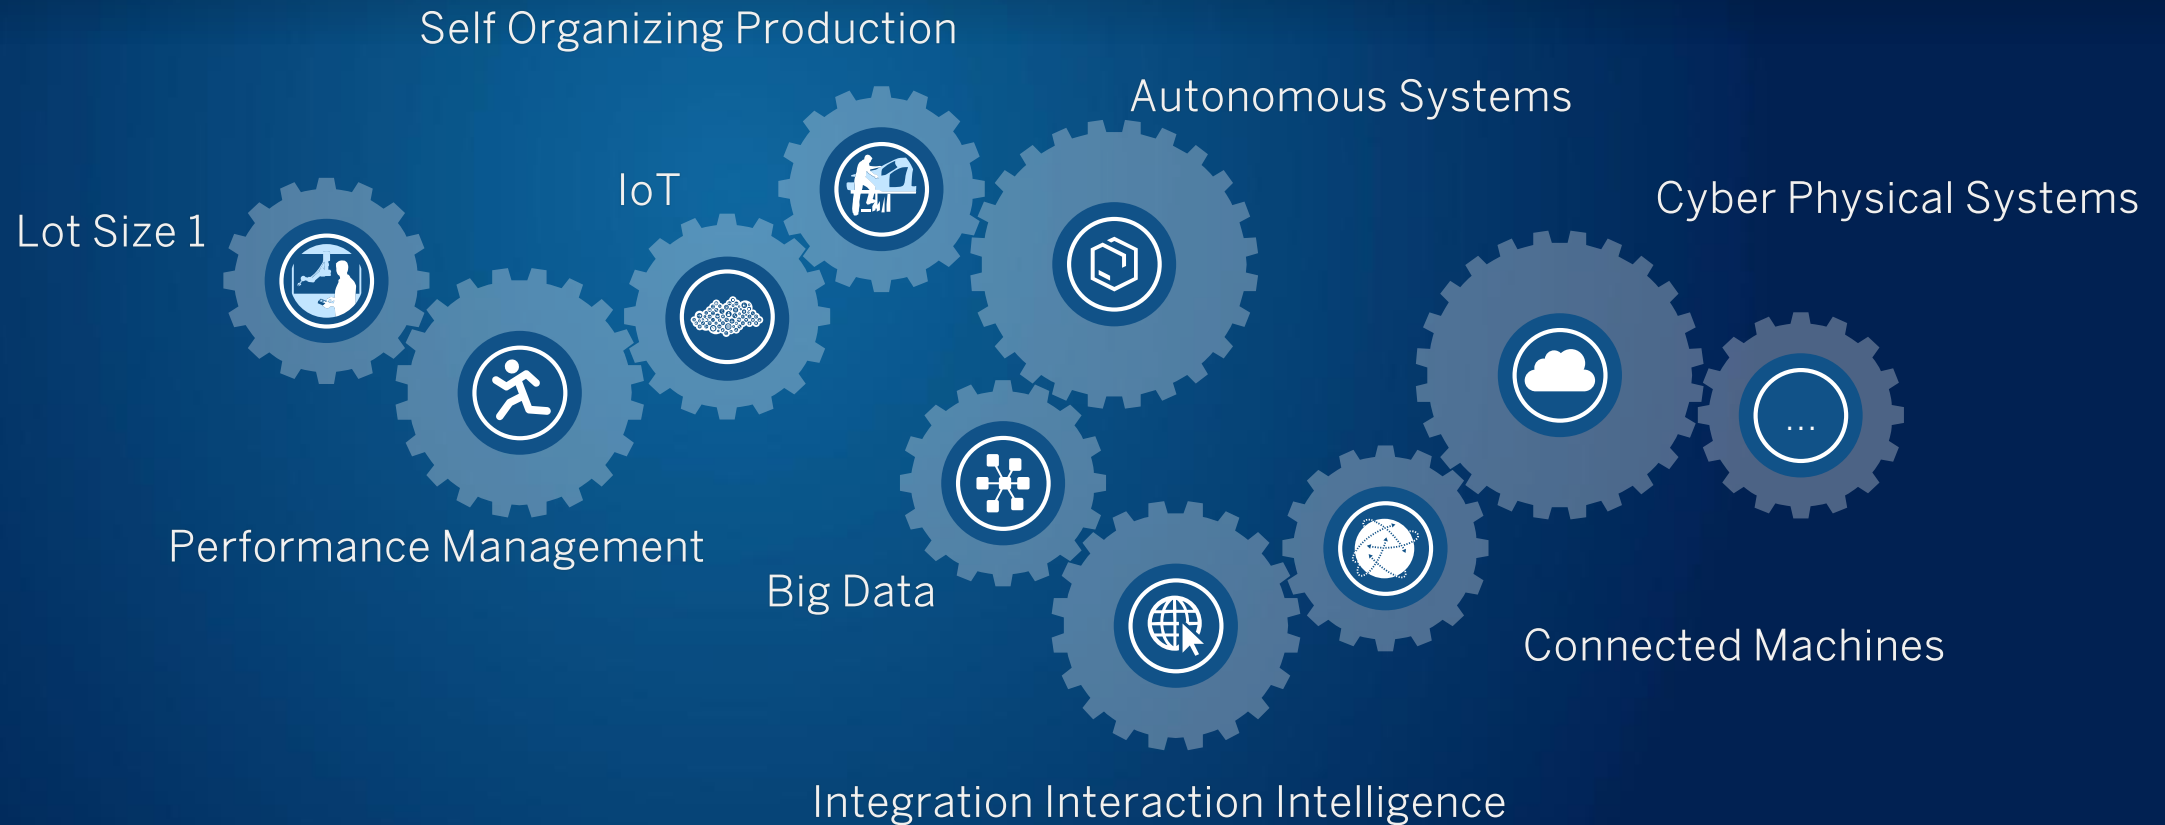 Self Organizing Production
Autonomous Systems
IoT
Cyber Physical Systems
Lot Size 1
...
Performance Management
Big Data
Connected Machines
Integration Interaction Intelligence